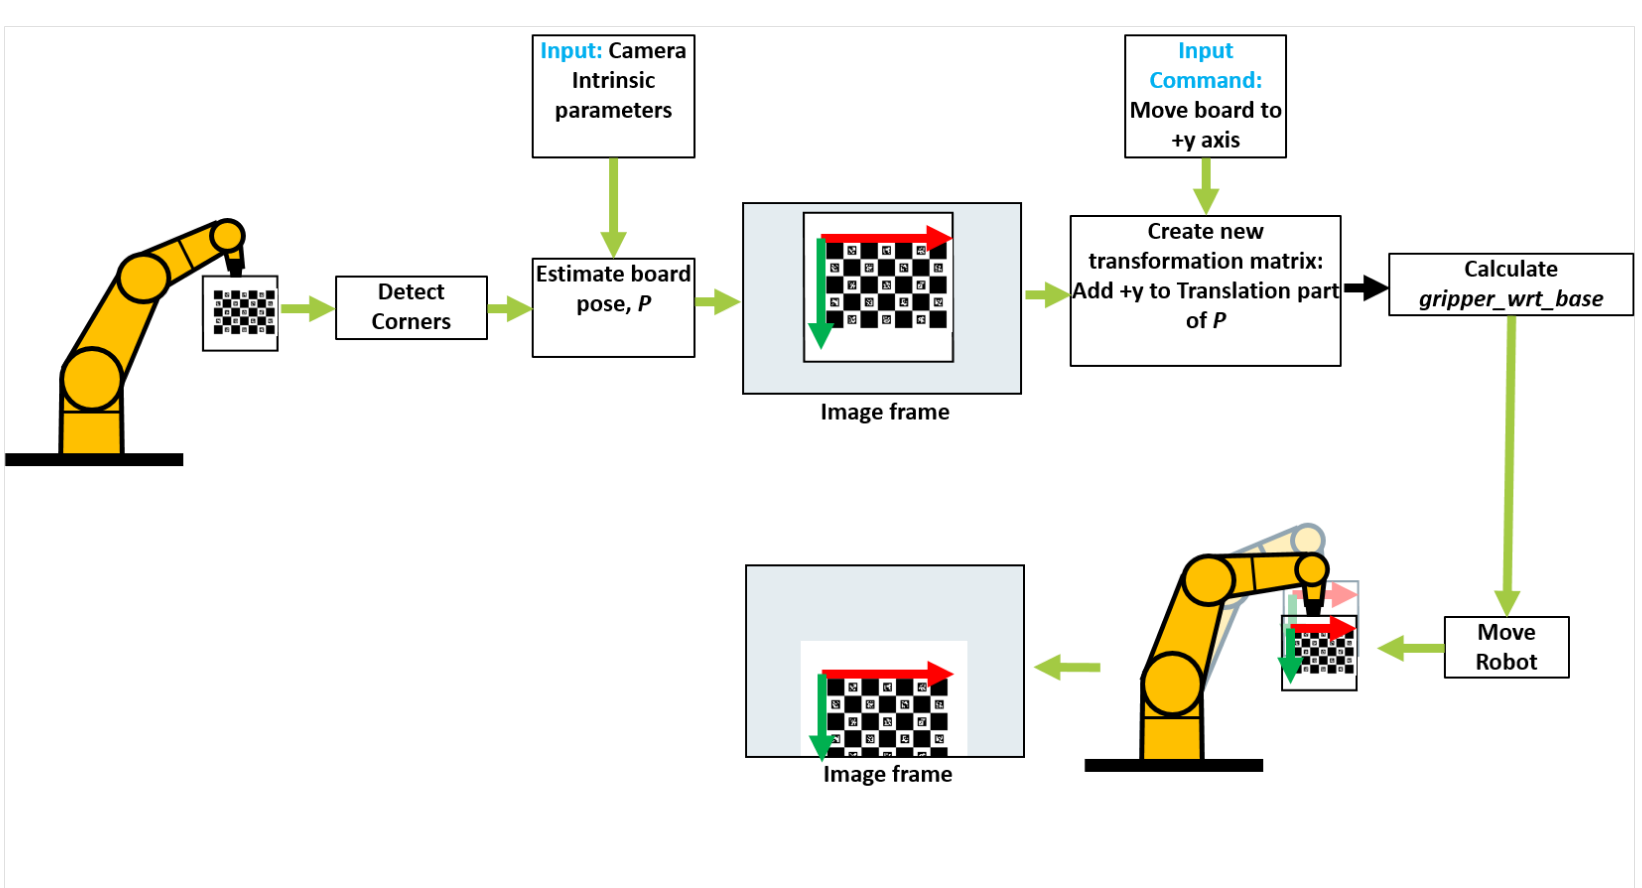 Input: Camera
Intrinsic
parameters
Input
Command:
Move board to
+y axis
Detect
Corners
Estimate board
pose, P
Image frame
Create new
transformation matrix:
Add +y to Translation part
of P
Calculate
gripper_wrt_base
Move
Robot
Image frame